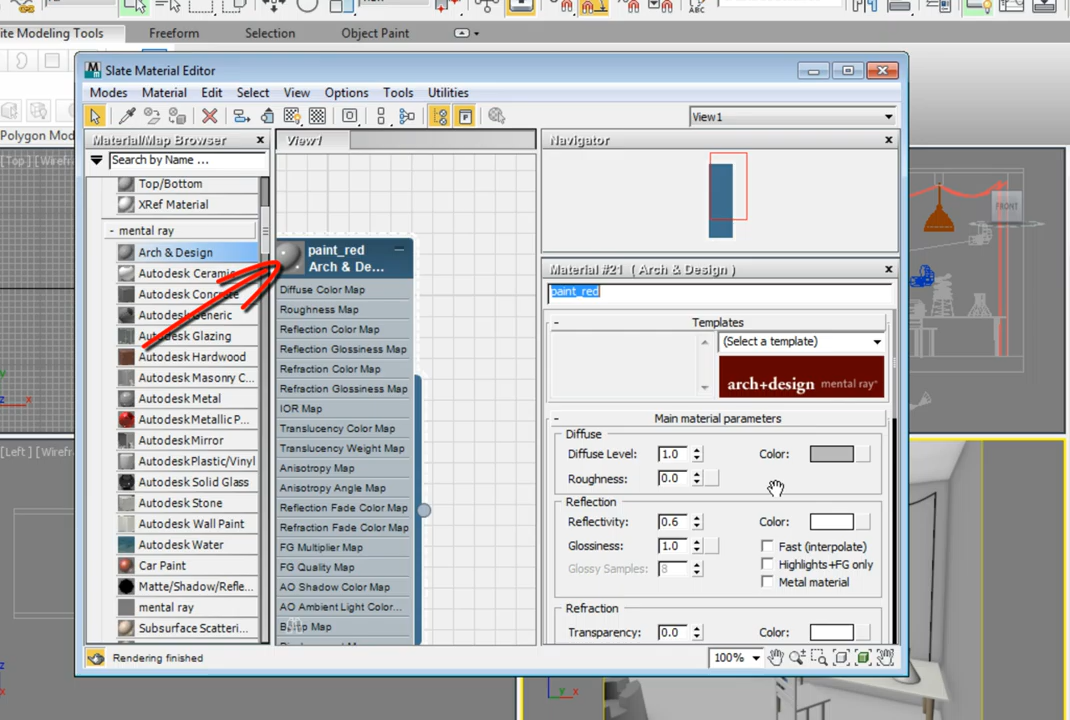 ite Modeling Tools
Freeform
Selection
Object Paint
Polygon Mod
[Top] [Wirefr
[Left] [Wirefr
FRONT
Slate Material Editor
Modes
Material
Edit
Select
View
Options
Tools
Utilities
View1
Material/Map Browser
View1
Navigator
Search by Name ...
Top/Bottom
XRef Material
- mental ray
Arch & Design
Autodesk Ceramic
Autodesk Concrete
Autodesk Generic
Autodesk Glazing
Autodesk Hardwood
Autodesk Masonry C...
Autodesk Metal
Autodesk Metallic P...
Autodesk Mirror
Autodesk Plastic/Vinyl
Autodesk Solid Glass
Autodesk Stone
Autodesk Wall Paint
Autodesk Water
Car Paint
Matte/Shadow/Refle...
mental ray
Subsurface Scatteri...
paint_red
Arch & De...
Diffuse Color Map
Roughness Map
Reflection Color Map
Reflection Glossiness Map
Refraction Color Map
Refraction Glossiness Map
IOR Map
Translucency Color Map
Translucency Weight Map
Anisotropy Map
Anisotropy Angle Map
Reflection Fade Color Map
Refraction Fade Color Map
FG Multiplier Map
FG Quality Map
AO Shadow Color Map
AO Ambient Light Color...
Bump Map
Material #21 ( Arch & Design )
paint_red
- Templates
(Select a template)
arch+design mental ray®
- Main material parameters
Diffuse
Diffuse Level: 1.0 Color:
Roughness: 0.0
Reflection
Reflectivity: 0.6 Color:
Glossiness: 1.0 Fast (interpolate)
Highlights+FG only
Glossy Samples: 8
Metal material
Refraction
Transparency: 0.0 Color:
Rendering finished
100%